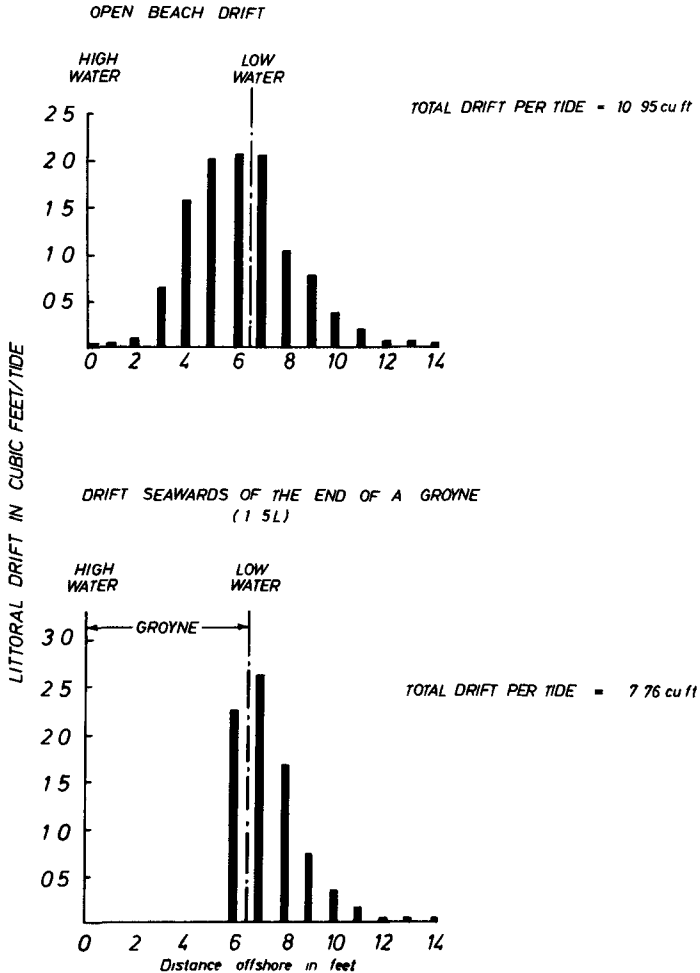 OPEN BEACH DRIFT
HIGH WATER
LOW WATER
TOTAL DRIFT PER TIDE = 10 95 cu ft
2 5
2 0
1 5
1 0
0 5
0 2 4 6 8 10 12 14
LITTORAL DRIFT IN CUBIC FEET/TIDE
DRIFT SEAWARDS OF THE END OF A GROYNE
(1 5L)
HIGH WATER
LOW WATER
GROYNE
TOTAL DRIFT PER TIDE = 7 76 cu ft
3 0
2 5
2 0
1 5
1 0
0 5
0 2 4 6 8 10 12 14
Distance offshore in feet